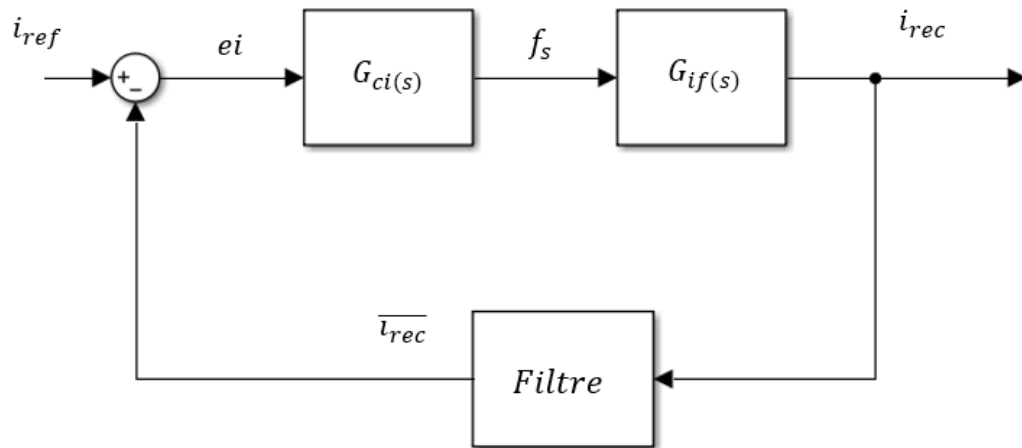 i_ref
ei
f_s
i_rec
+
−
G_ci(s)
G_if(s)
i_rec
Filtre